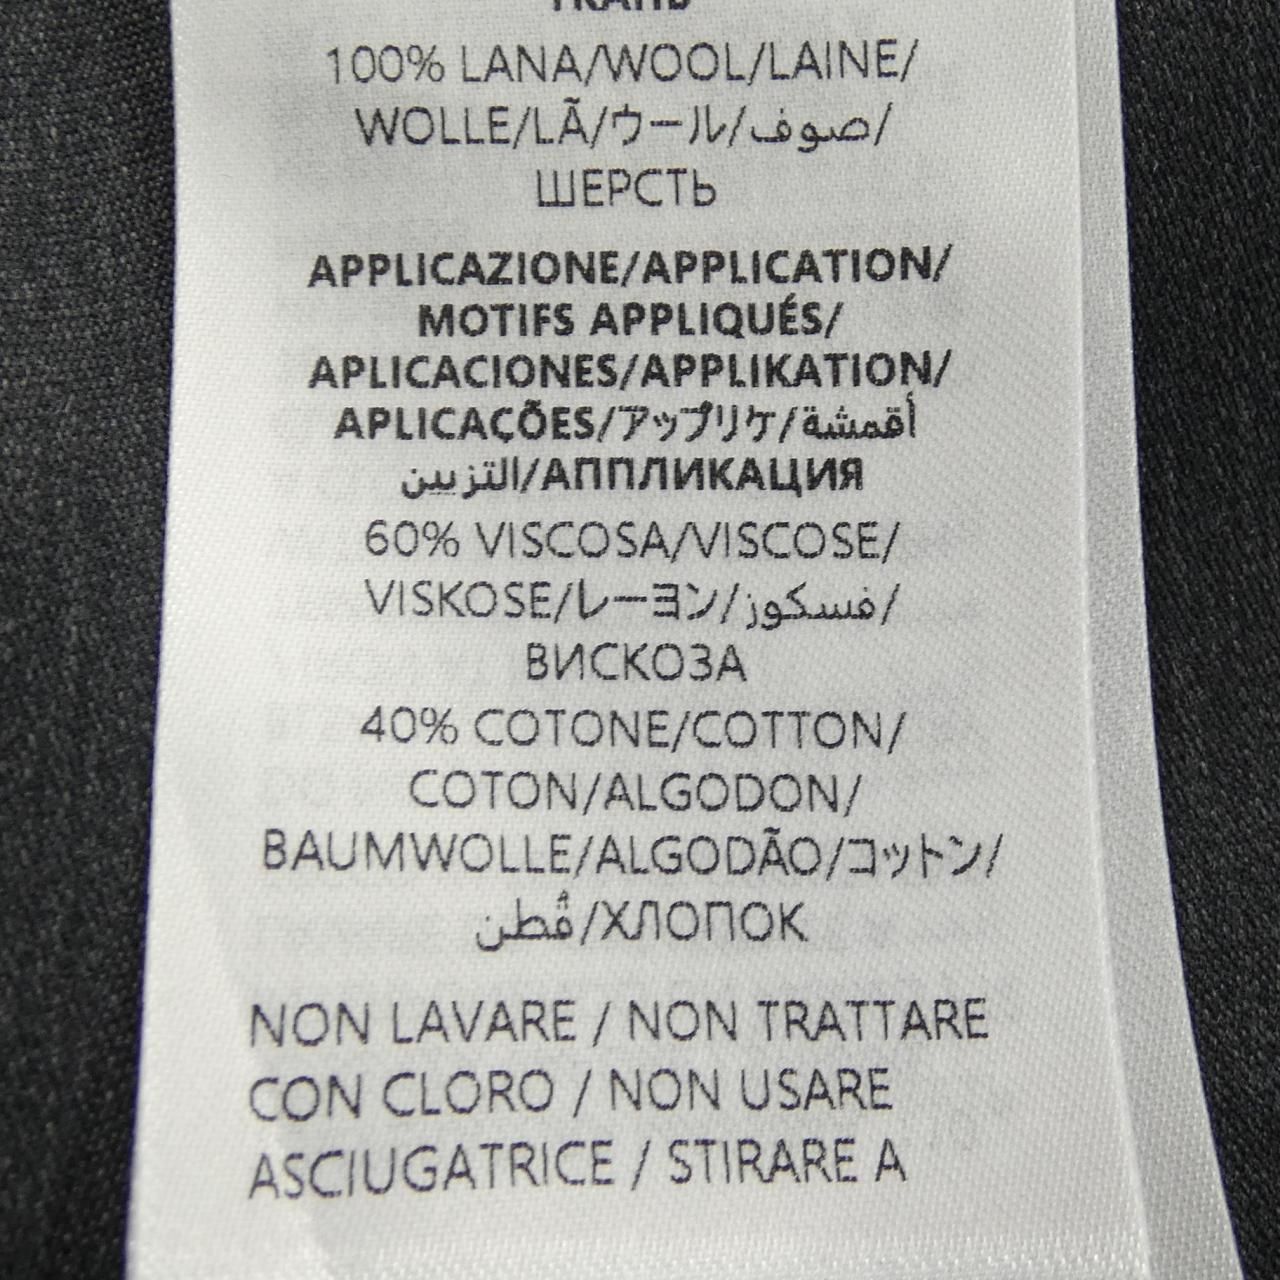 ТКАНЬ
100% LANA/WOOL/LAINE/
WOLLE/LÃ/ウール/صوف/
ШЕРСТЬ
APPLICAZIONE/APPLICATION/
MOTIFS APPLIQUÉS/
APLICACIONES/APPLIKATION/
APLICAÇÕES/アップリケ/أقمشة
التزيين/АППЛИКАЦИЯ
60% VISCOSA/VISCOSE/
VISKOSE/レーヨン/فسكوز/
ВИСКОЗА
40% COTONE/COTTON/
COTON/ALGODON/
BAUMWOLLE/ALGODÃO/コットン/
قُطن/ХЛОПОК
NON LAVARE / NON TRATTARE
CON CLORO / NON USARE
ASCIUGATRICE / STIRARE A